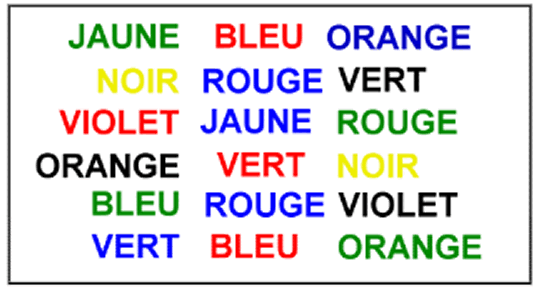 JAUNE BLEU ORANGE
NOIR ROUGE VERT
VIOLET JAUNE ROUGE
ORANGE VERT NOIR
BLEU ROUGE VIOLET
VERT BLEU ORANGE